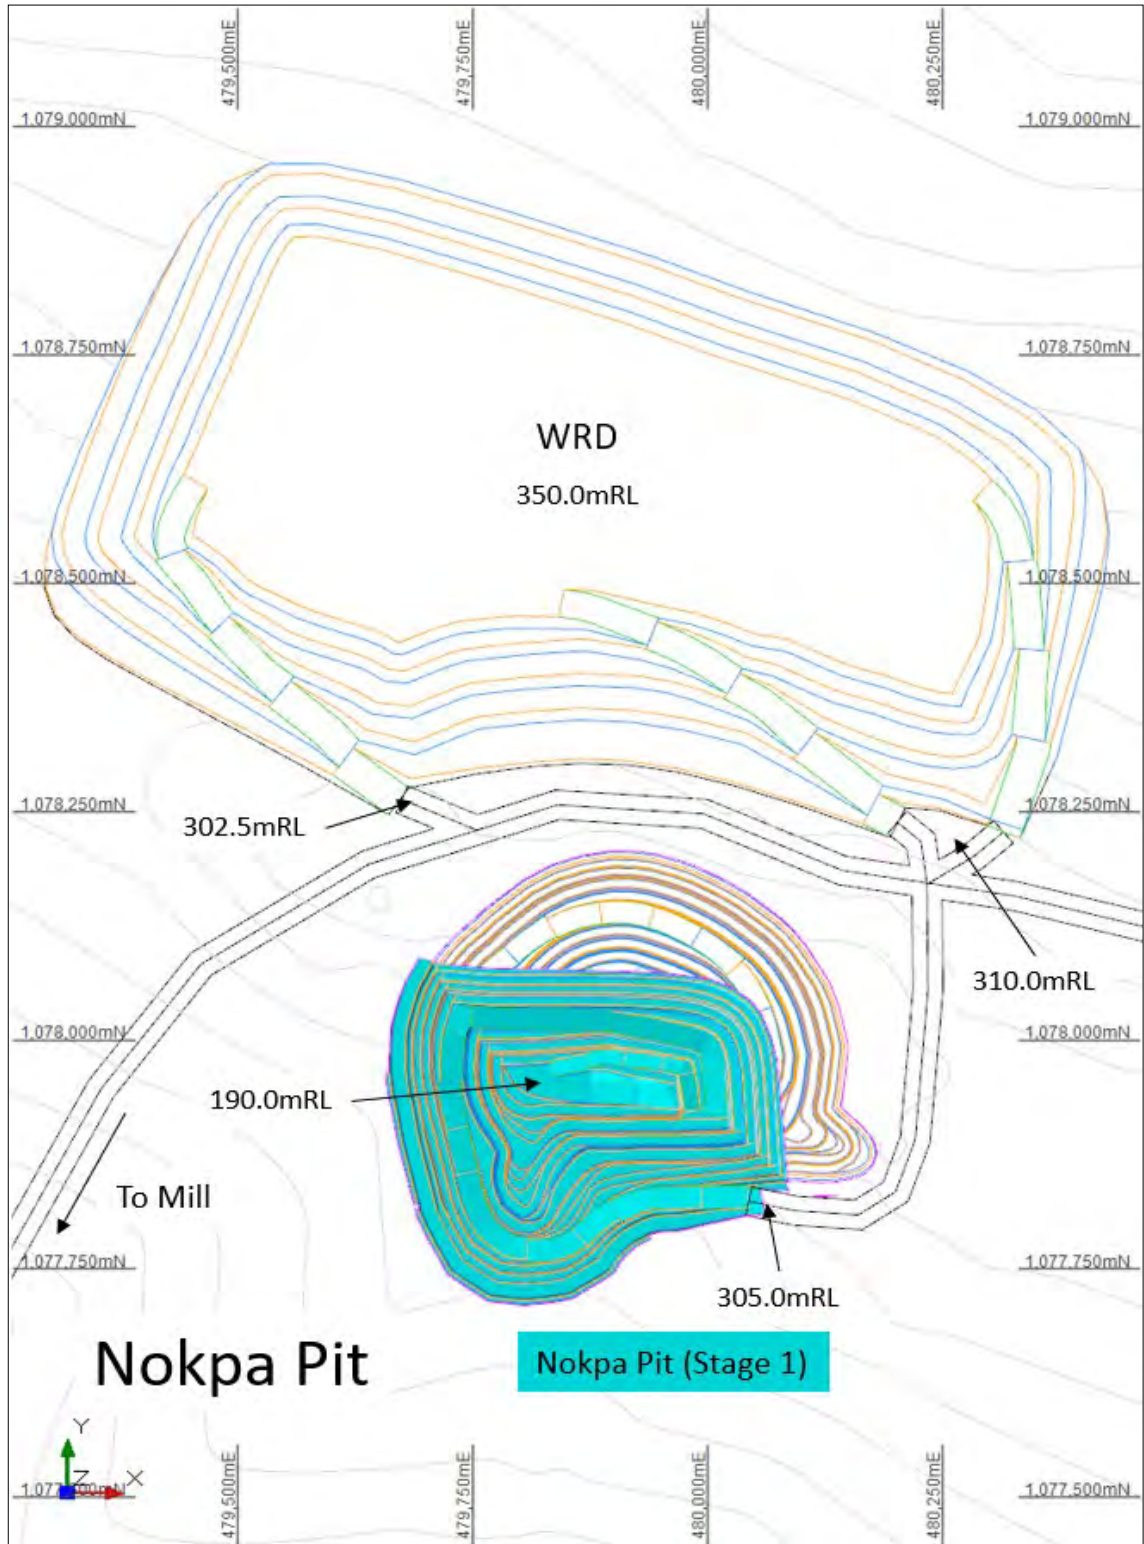 479,500mE
479,750mE
480,000mE
480,250mE
1,079,000mN
1,079,000mN
1,078,750mN
1,078,750mN
WRD
350.0mRL
1,078,500mN
1,078,500mN
1,078,250mN
1,078,250mN
302.5mRL
310.0mRL
1,078,000mN
1,078,000mN
190.0mRL
To Mill
1,077,750mN
1,077,750mN
305.0mRL
Nokpa Pit
Nokpa Pit (Stage 1)
Y
Z
X
1,077,500mN
479,500mE
479,750mE
480,000mE
480,250mE